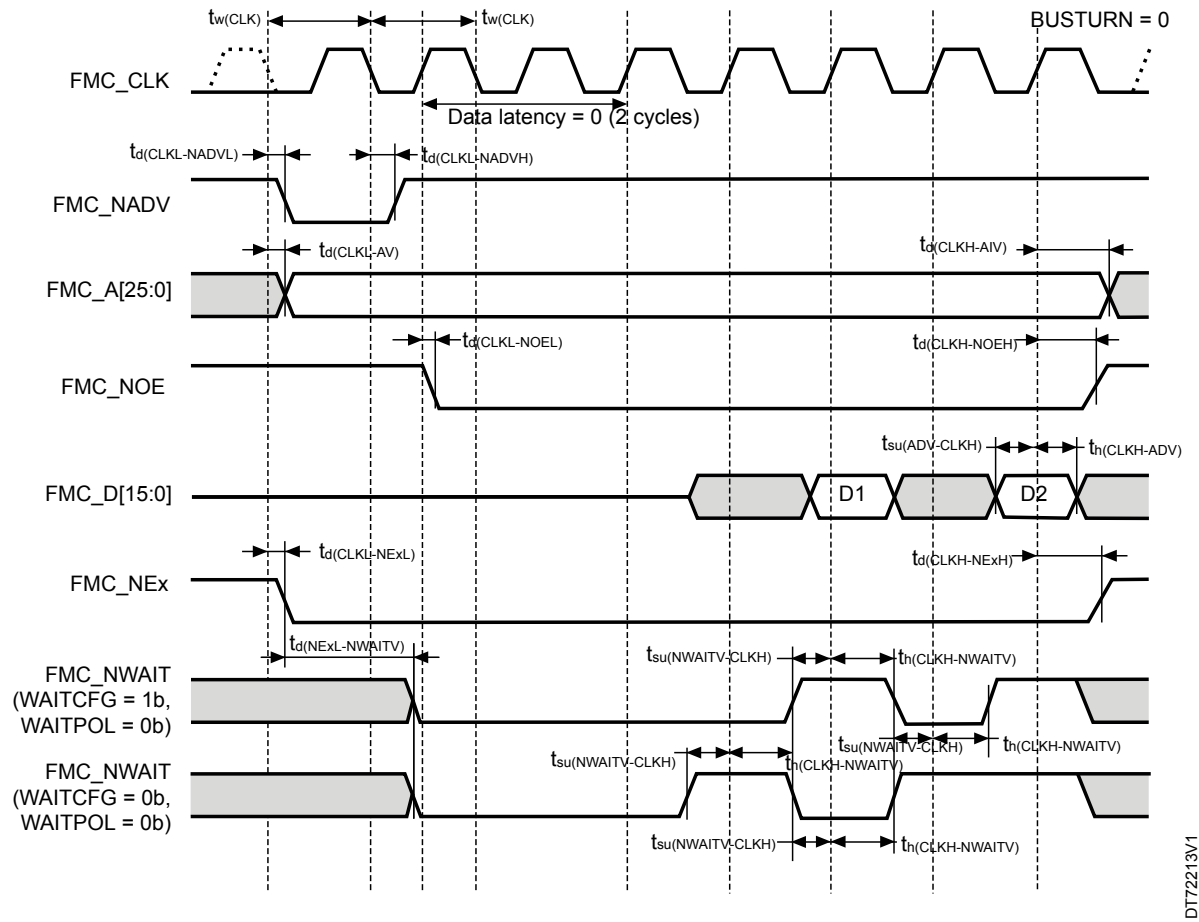 tw(CLK)
tw(CLK)
BUSTURN = 0
FMC_CLK
Data latency = 0 (2 cycles)
td(CLKL-NADVL)
td(CLKL-NADVH)
FMC_NADV
td(CLKL-AV)
td(CLKH-AIV)
FMC_A[25:0]
td(CLKL-NOEL)
td(CLKH-NOEH)
FMC_NOE
tsu(ADV-CLKH)
th(CLKH-ADV)
FMC_D[15:0]
D1
D2
td(CLKL-NExL)
td(CLKH-NExH)
FMC_NEx
td(NExL-NWAITV)
tsu(NWAITV-CLKH)
th(CLKH-NWAITV)
FMC_NWAIT
(WAITCFG = 1b,
WAITPOL = 0b)
tsu(NWAITV-CLKH)
th(CLKH-NWAITV)
tsu(NWAITV-CLKH)
th(CLKH-NWAITV)
FMC_NWAIT
(WAITCFG = 0b,
WAITPOL = 0b)
tsu(NWAITV-CLKH)
th(CLKH-NWAITV)
DT72213V1